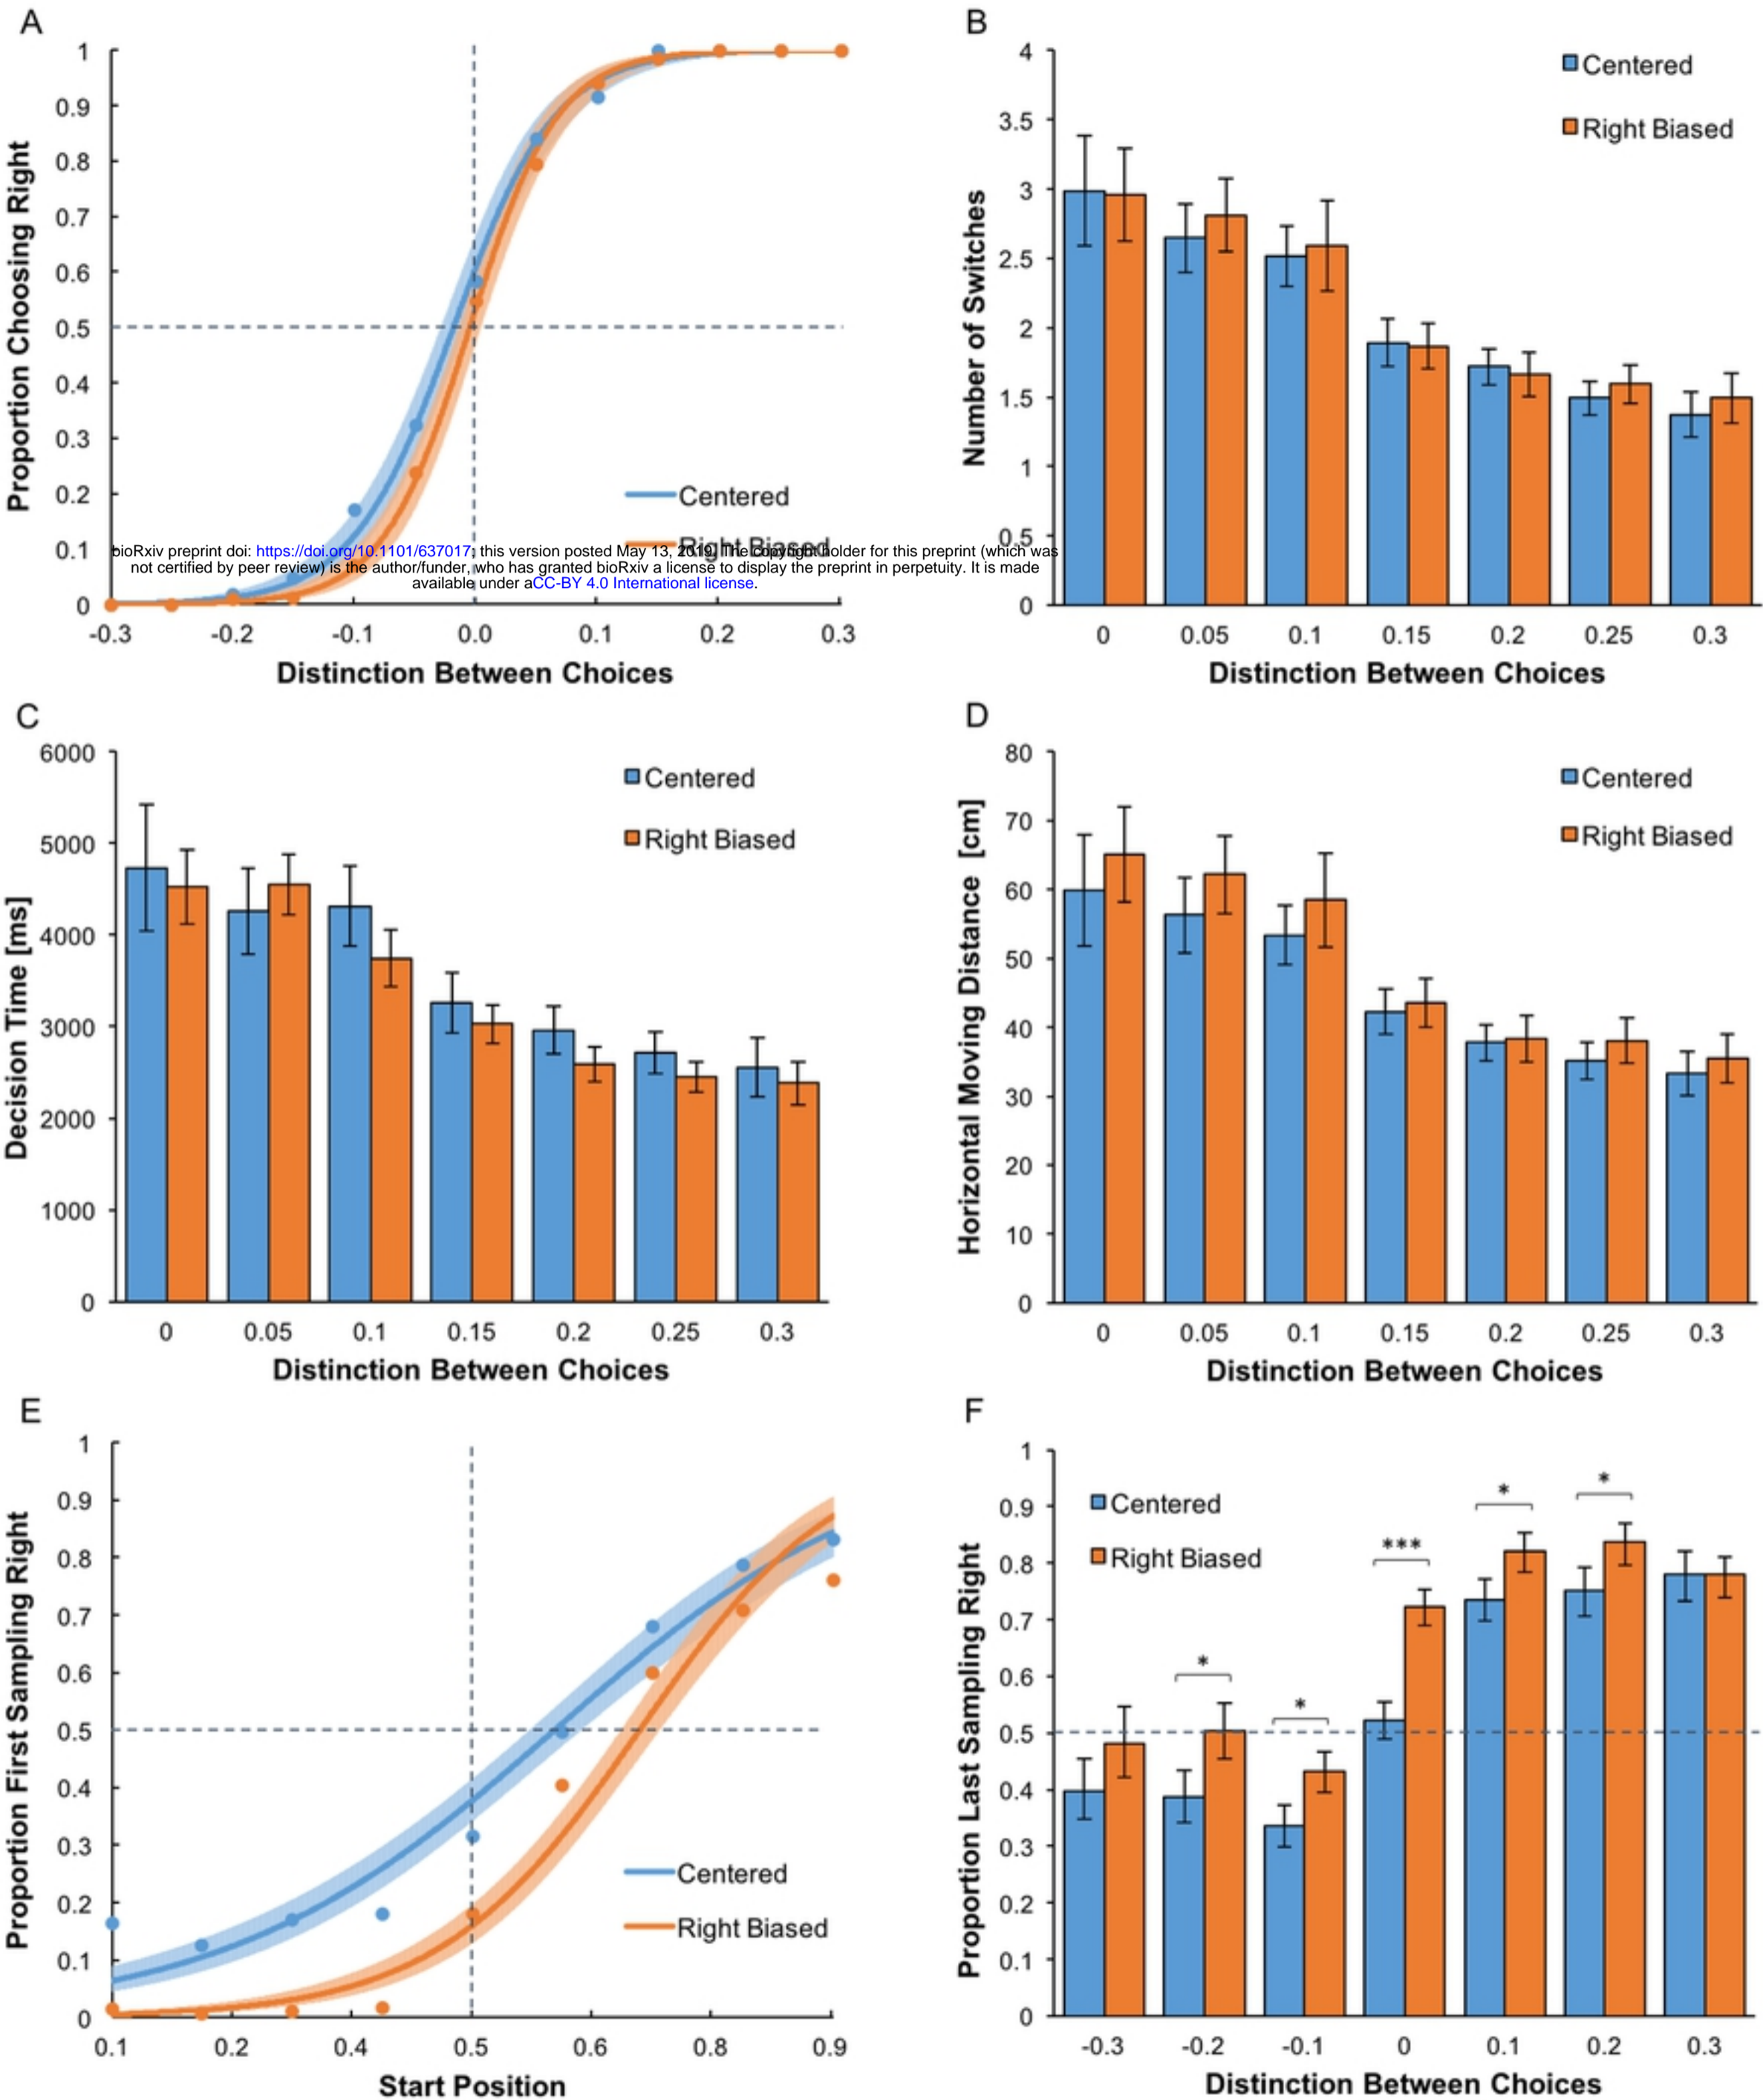 A
Proportion Choosing Right
1
0.9
0.8
0.7
0.6
0.5
0.4
0.3
0.2
0.1
0
-0.3 -0.2 -0.1 0.0 0.1 0.2 0.3
Distinction Between Choices
Centered
Right Biased
bioRxiv preprint doi: https://doi.org/10.1101/637017; this version posted May 13, 2019. The copyright holder for this preprint (which was
not certified by peer review) is the author/funder, who has granted bioRxiv a license to display the preprint in perpetuity. It is made
available under aCC-BY 4.0 International license.
B
Number of Switches
4
3.5
3
2.5
2
1.5
1
0.5
0
0 0.05 0.1 0.15 0.2 0.25 0.3
Distinction Between Choices
Centered
Right Biased
C
Decision Time [ms]
6000
5000
4000
3000
2000
1000
0
0 0.05 0.1 0.15 0.2 0.25 0.3
Distinction Between Choices
Centered
Right Biased
D
Horizontal Moving Distance [cm]
80
70
60
50
40
30
20
10
0
0 0.05 0.1 0.15 0.2 0.25 0.3
Distinction Between Choices
Centered
Right Biased
E
Proportion First Sampling Right
1
0.9
0.8
0.7
0.6
0.5
0.4
0.3
0.2
0.1
0
0.1 0.2 0.4 0.5 0.6 0.8 0.9
Start Position
Centered
Right Biased
F
Proportion Last Sampling Right
1
0.9
0.8
0.7
0.6
0.5
0.4
0.3
0.2
0.1
0
-0.3 -0.2 -0.1 0 0.1 0.2 0.3
Distinction Between Choices
Centered
Right Biased
* * *** * *